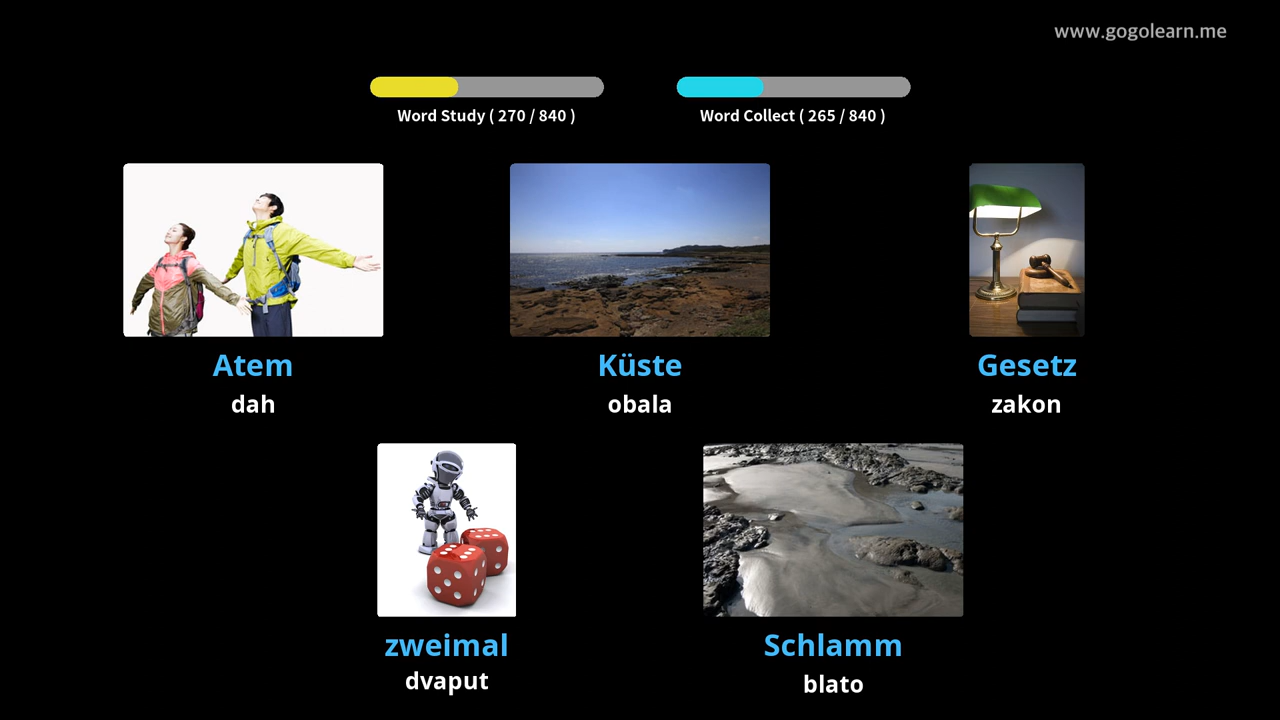 www.gogolearn.me
Word Study ( 270 / 840 )
Word Collect ( 265 / 840 )
Atem
Küste
Gesetz
dah
obala
zakon
zweimal
Schlamm
dvaput
blato